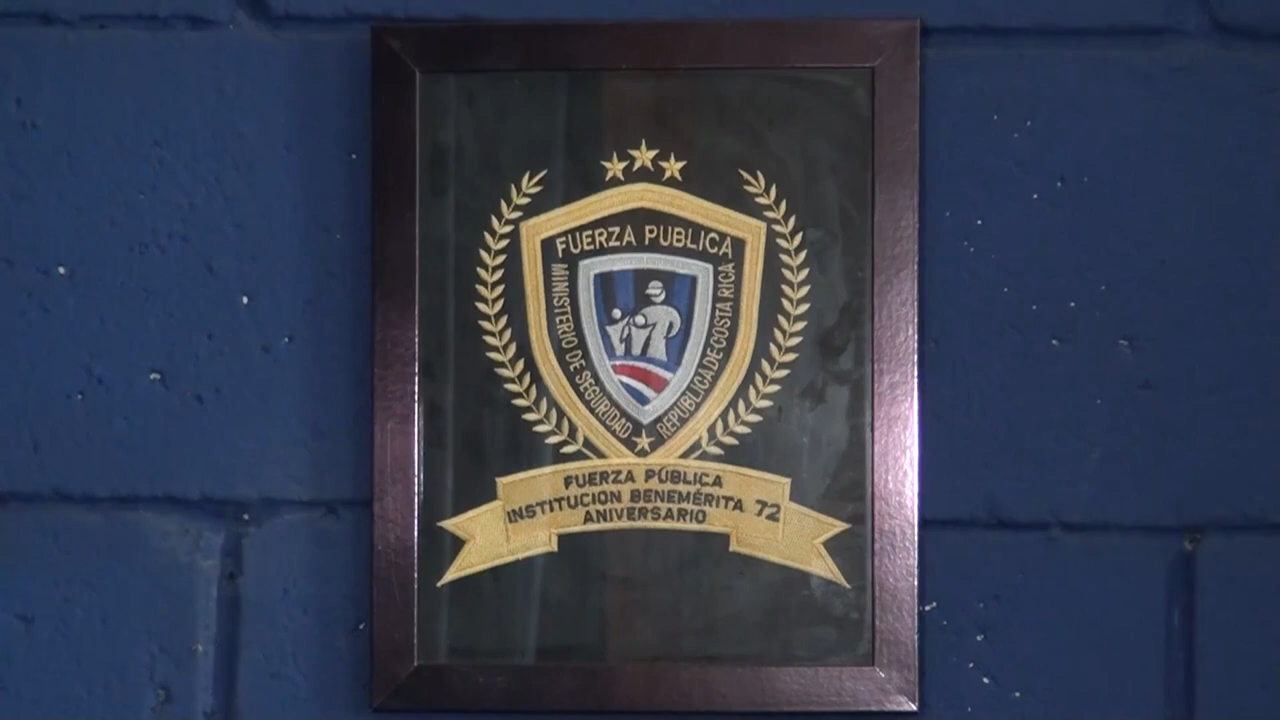 FUERZA PUBLICA
MINISTERIO DE SEGURIDAD
REPUBLICA DE COSTA RICA
FUERZA PÚBLICA
INSTITUCION BENEMÉRITA 72
ANIVERSARIO